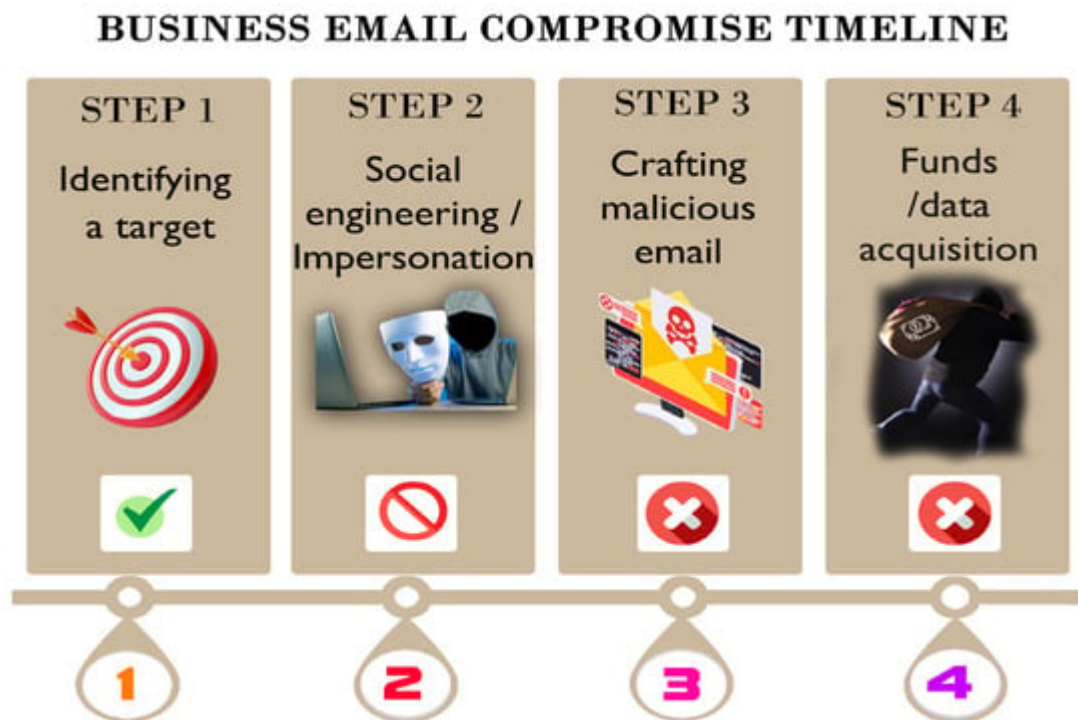 BUSINESS EMAIL COMPROMISE TIMELINE
STEP 1
Identifying
a target
STEP 2
Social
engineering /
Impersonation
STEP 3
Crafting
malicious
email
STEP 4
Funds
/data
acquisition
1
2
3
4